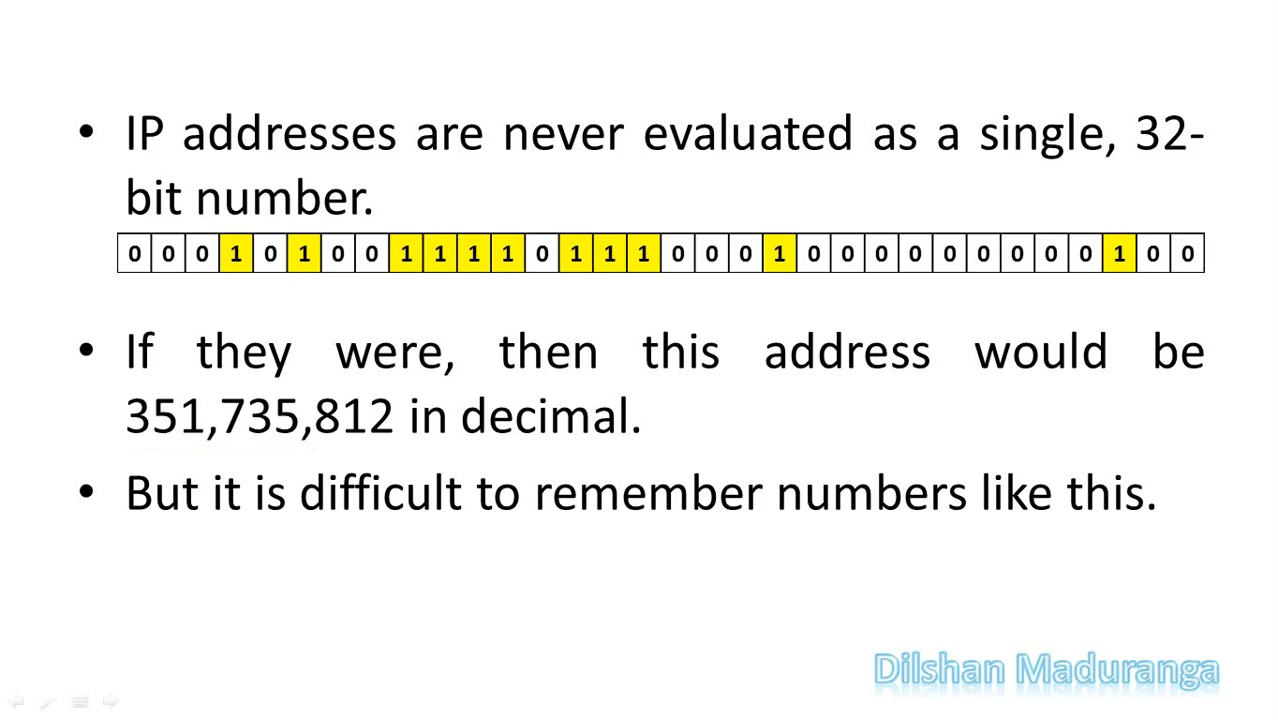 • IP addresses are never evaluated as a single, 32-
bit number.
0 0 0 1 0 1 0 0 1 1 1 1 0 1 1 1 0 0 0 1 0 0 0 0 0 0 0 0 0 1 0 0
• If they were, then this address would be
351,735,812 in decimal.
• But it is difficult to remember numbers like this.
Dilshan Maduranga